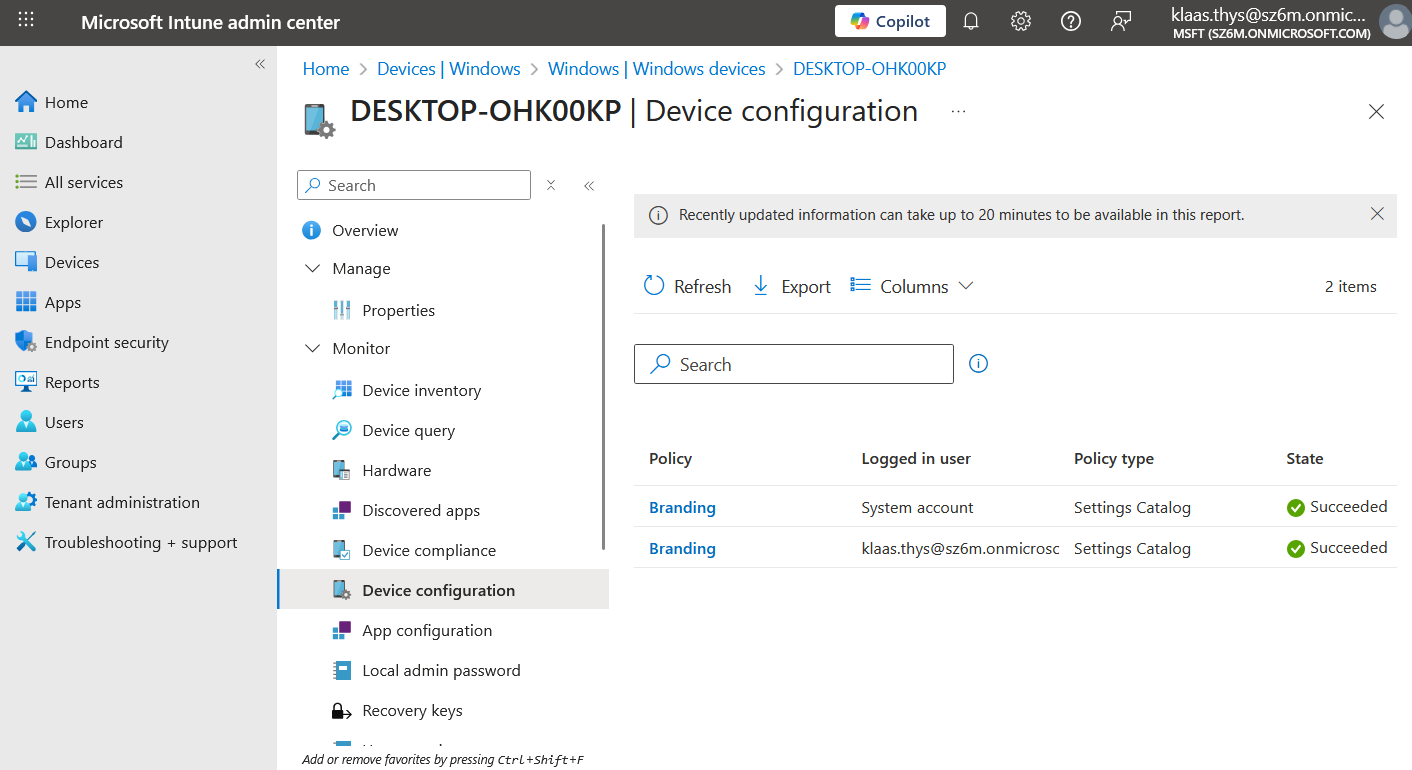 Microsoft Intune admin center
Copilot
klaas.thys@sz6m.onmic...
MSFT (SZ6M.ONMICROSOFT.COM)
Home
Dashboard
All services
Explorer
Devices
Apps
Endpoint security
Reports
Users
Groups
Tenant administration
Troubleshooting + support
Home > Devices | Windows > Windows | Windows devices > DESKTOP-OHK00KP
DESKTOP-OHK00KP | Device configuration ...
Search
Overview
Manage
Properties
Monitor
Device inventory
Device query
Hardware
Discovered apps
Device compliance
Device configuration
App configuration
Local admin password
Recovery keys
Add or remove favorites by pressing Ctrl+Shift+F
Recently updated information can take up to 20 minutes to be available in this report.
Refresh Export Columns 2 items
Search
Policy Logged in user Policy type State
Branding System account Settings Catalog Succeeded
Branding klaas.thys@sz6m.onmicrosc Settings Catalog Succeeded